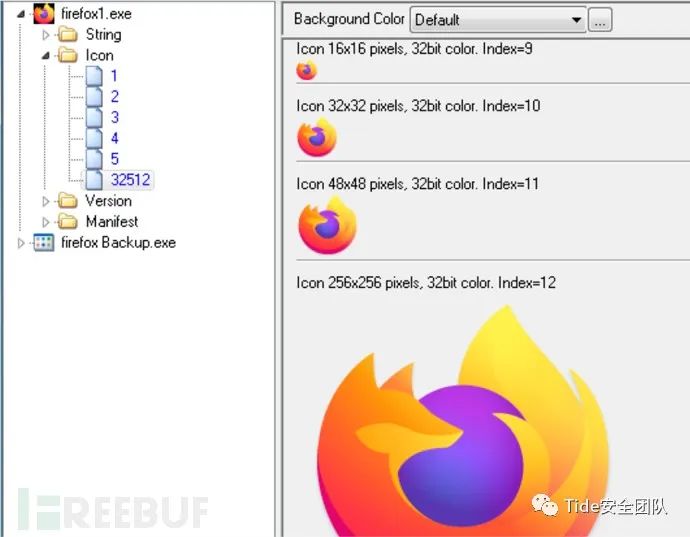 firefox1.exe
String
Icon
1
2
3
4
5
32512
Version
Manifest
firefox Backup.exe
Background Color Default ...
Icon 16x16 pixels, 32bit color. Index=9
Icon 32x32 pixels, 32bit color. Index=10
Icon 48x48 pixels, 32bit color. Index=11
Icon 256x256 pixels, 32bit color. Index=12
FREEBUF
Tide安全团队